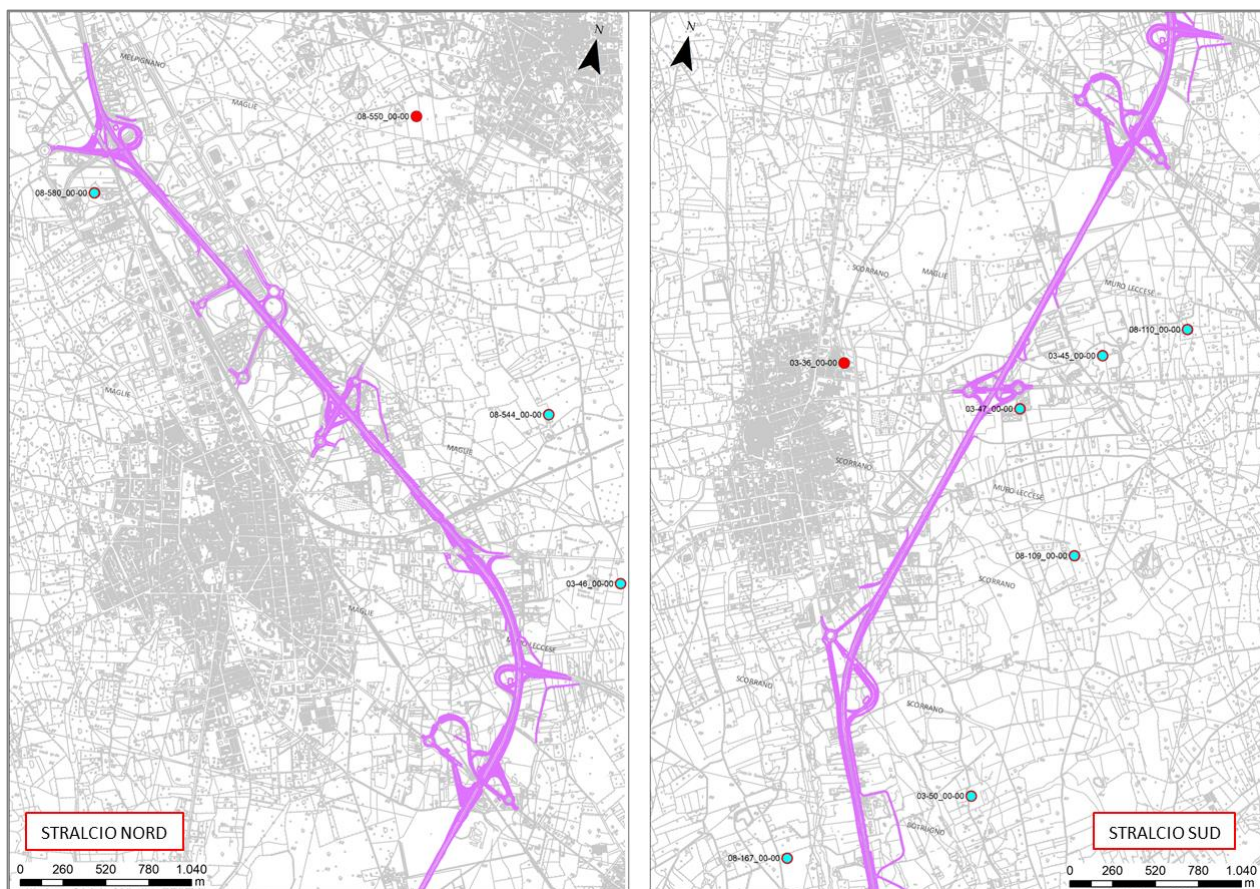 N
MELPIGNANO
MAGLIE
08-550_00-00
08-580_00-00
MAGLIE
08-544_00-00
MAGLIE
03-46_00-00
MAGLIE
MURO LECCESE
STRALCIO NORD
0 260 520 780 1.040
m
N
SCORRANO
MAGLIE
MURO LECCESE
08-110_00-00
03-45_00-00
03-36_00-00
03-47_00-00
SCORRANO
MURO LECCESE
08-109_00-00
SCORRANO
SCORRANO
SCORRANO
03-50_00-00
BOTRUGNO
STRALCIO SUD
08-167_00-00
0 260 520 780 1.040
m